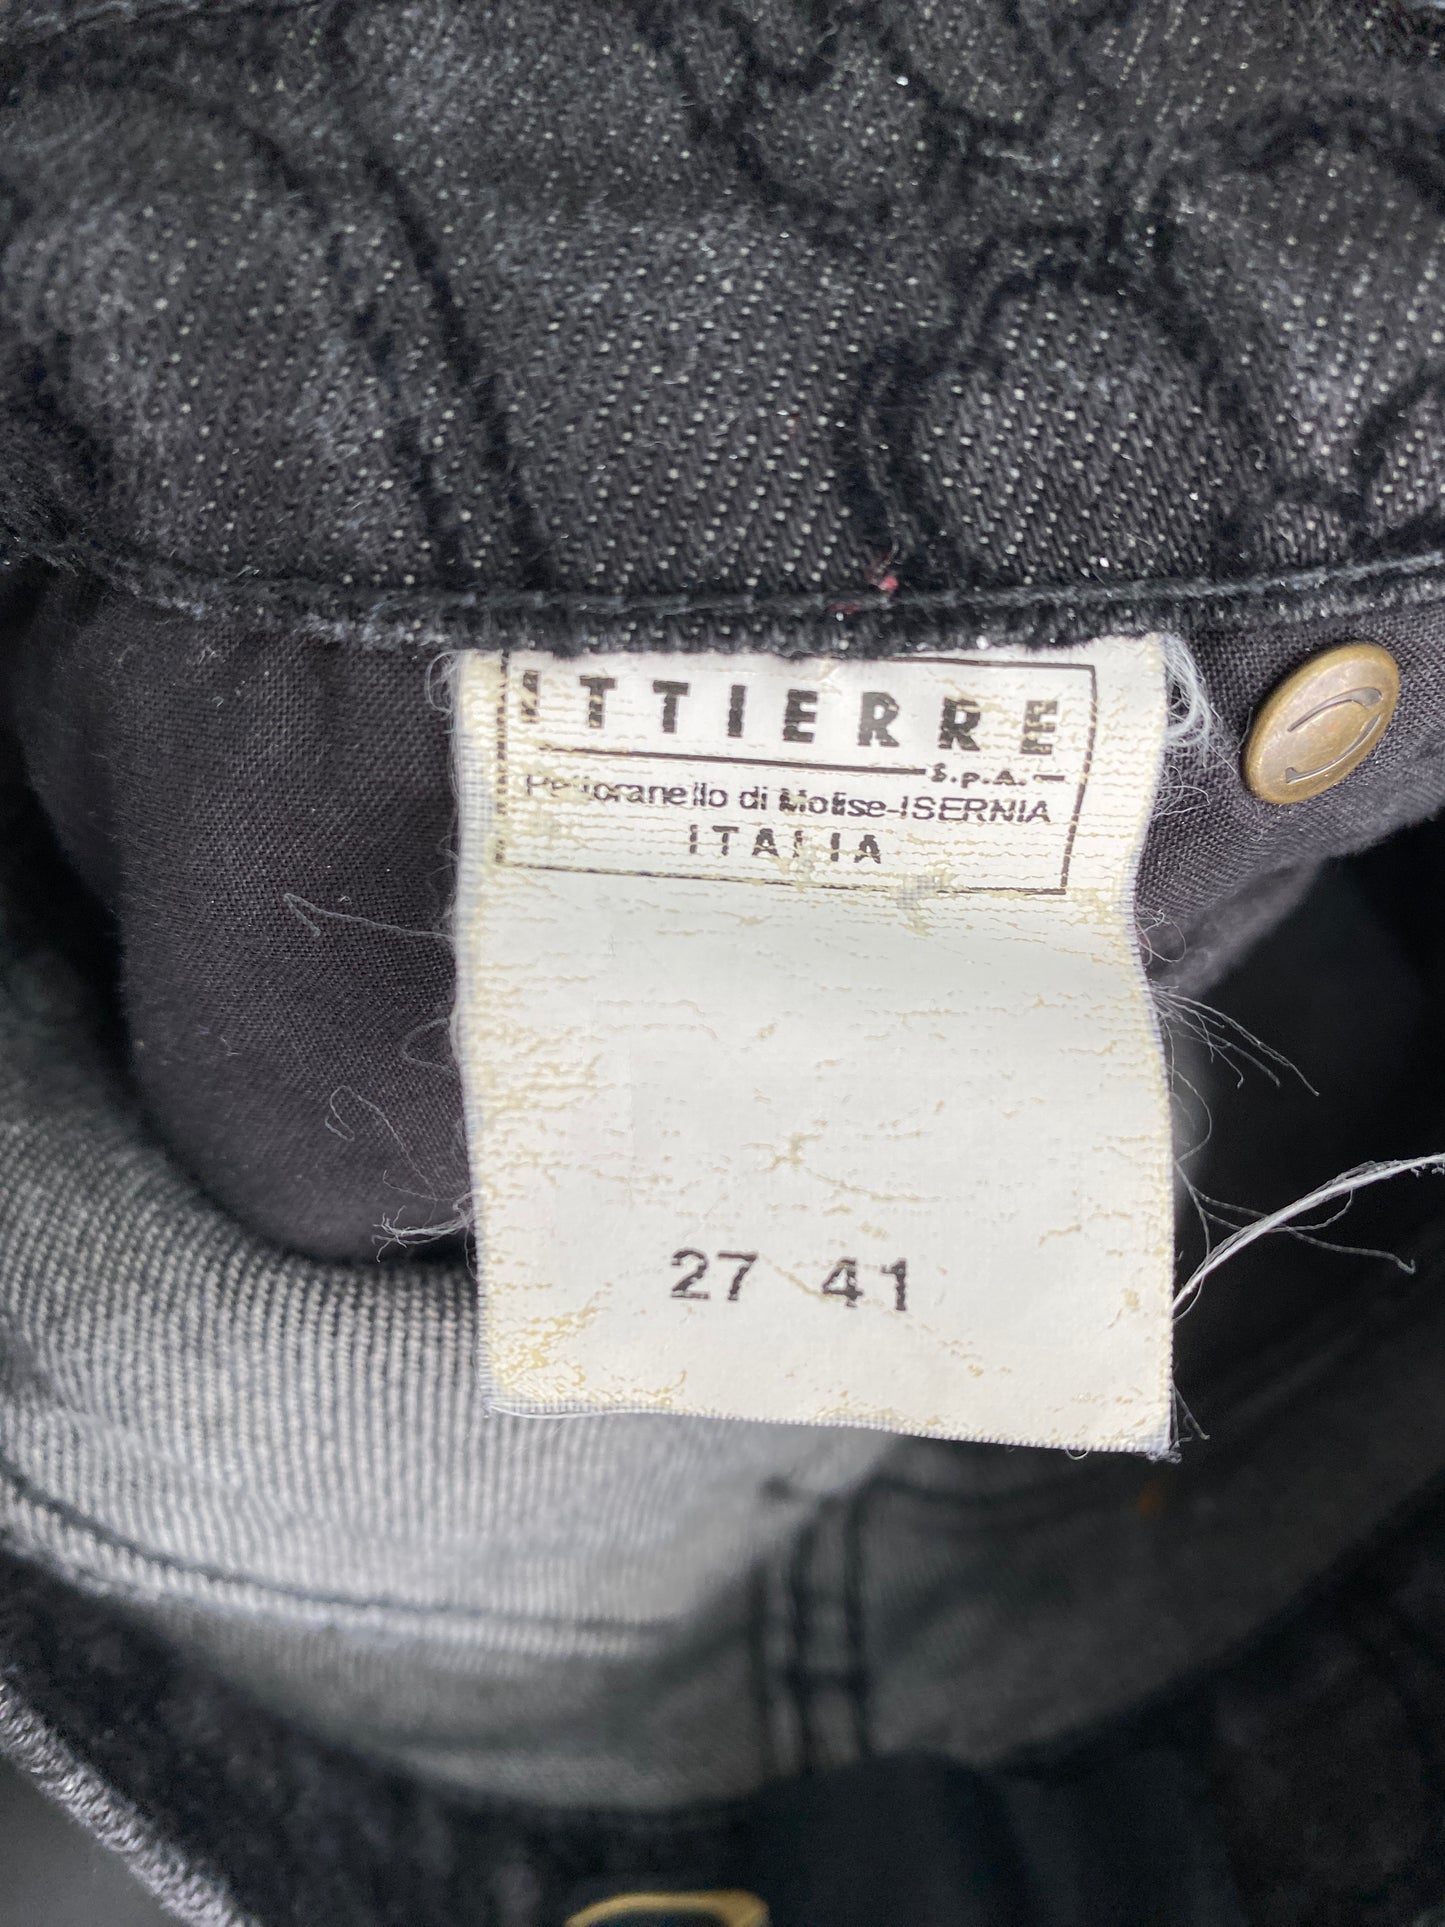 ITTIERRE
S.p.A.
Pettoranello di Molise-ISERNIA
ITALIA
27 41